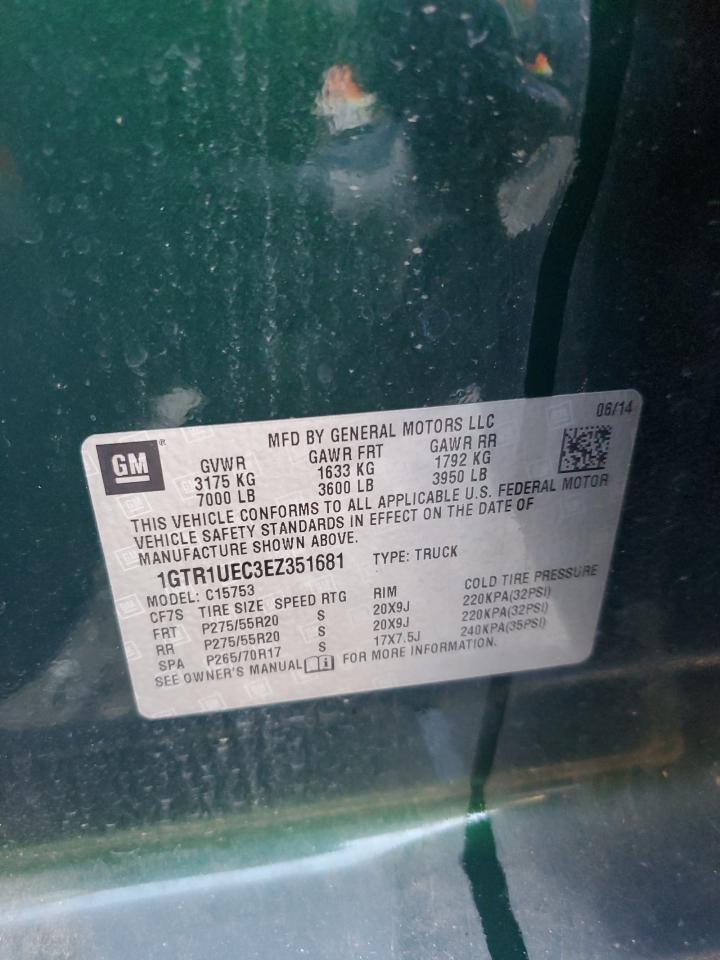 06/14
GM ®
MFD BY GENERAL MOTORS LLC
GVWR GAWR FRT GAWR RR
3175 KG 1633 KG 1792 KG
7000 LB 3600 LB 3950 LB
THIS VEHICLE CONFORMS TO ALL APPLICABLE U.S. FEDERAL MOTOR
VEHICLE SAFETY STANDARDS IN EFFECT ON THE DATE OF
MANUFACTURE SHOWN ABOVE.
1GTR1UEC3EZ351681 TYPE: TRUCK
MODEL: C15753
CF7S TIRE SIZE SPEED RTG RIM COLD TIRE PRESSURE
FRT P275/55R20 S 20X9J 220KPA(32PSI)
RR P275/55R20 S 20X9J 220KPA(32PSI)
SPA P265/70R17 S 17X7.5J 240KPA(35PSI)
SEE OWNER'S MANUAL i FOR MORE INFORMATION.